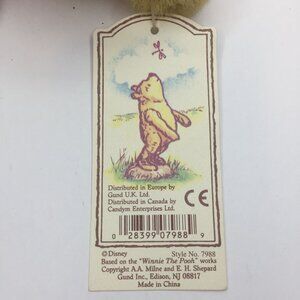 Distributed in Europe by
Gund U.K. Ltd.
Distributed in Canada by
Candym Enterprises Ltd.
CE
0 28399 07988 9
© Disney Style No. 7988
Based on the "Winnie The Pooh" works
Copyright A.A. Milne and E. H. Shepard
Gund Inc., Edison, NJ 08817
Made in China